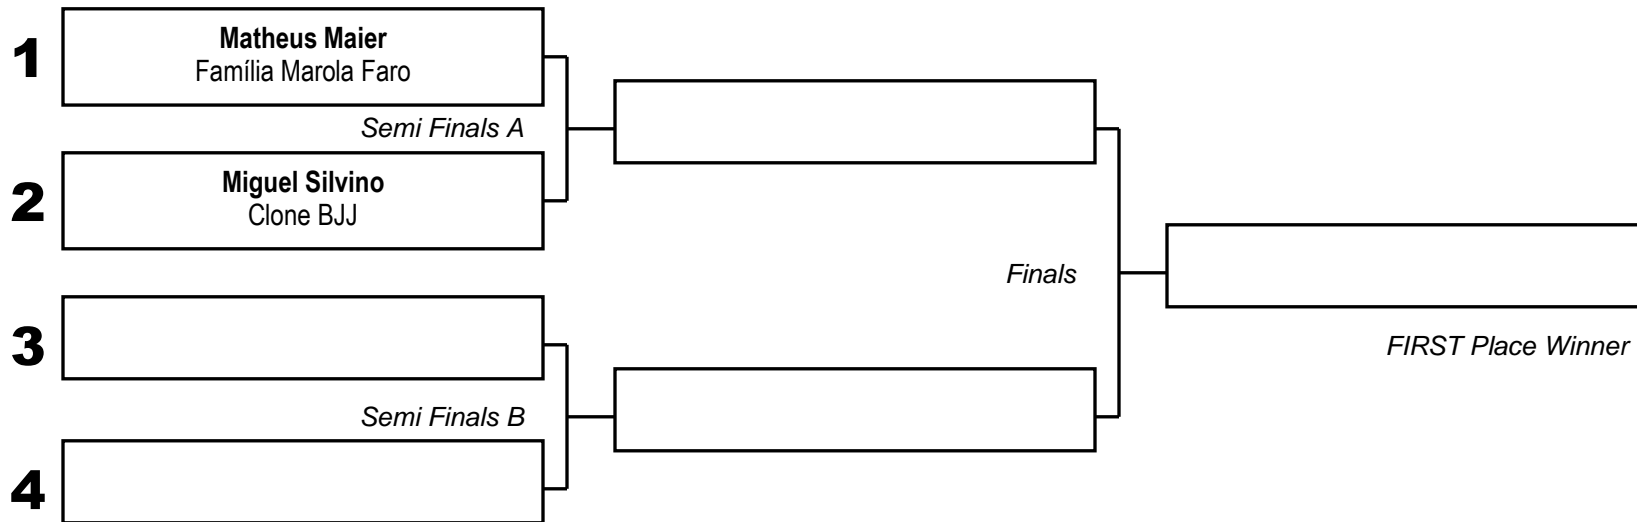 1
Matheus Maier
Família Marola Faro
Semi Finals A
2
Miguel Silvino
Clone BJJ
Finals
3
FIRST Place Winner
Semi Finals B
4